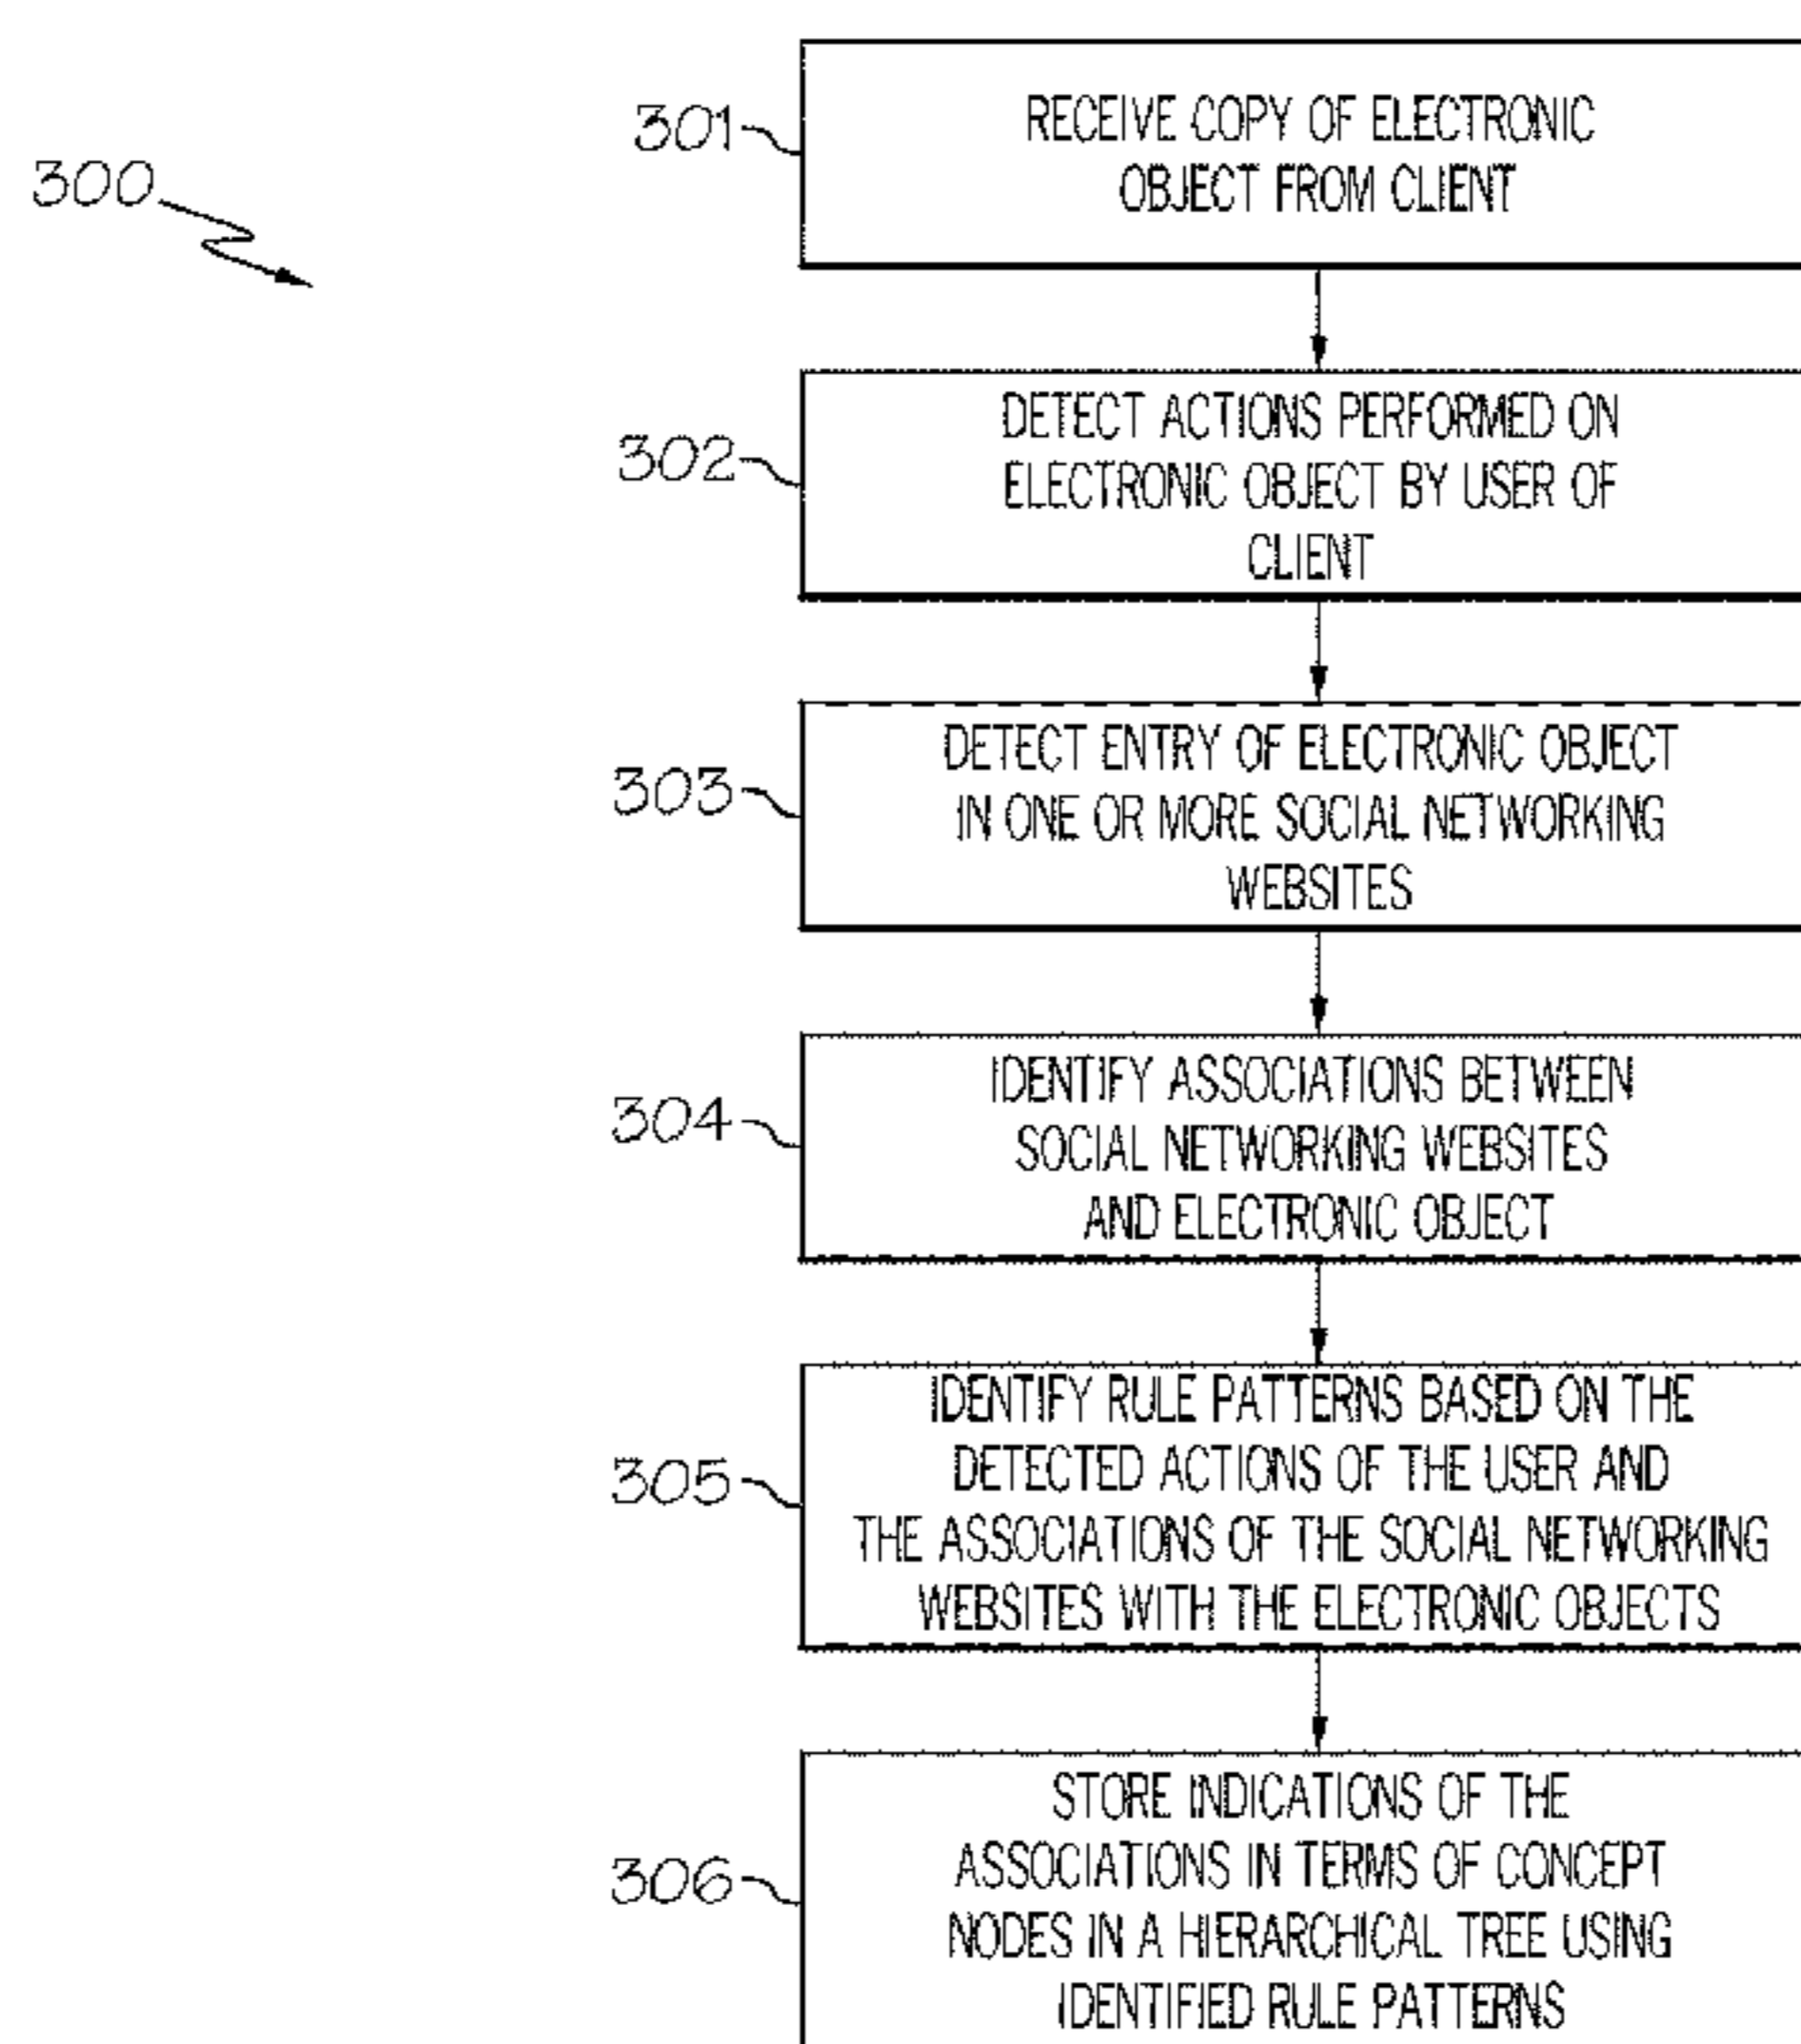 300
301
RECEIVE COPY OF ELECTRONIC
OBJECT FROM CLIENT
302
DETECT ACTIONS PERFORMED ON
ELECTRONIC OBJECT BY USER OF
CLIENT
303
DETECT ENTRY OF ELECTRONIC OBJECT
IN ONE OR MORE SOCIAL NETWORKING
WEBSITES
304
IDENTIFY ASSOCIATIONS BETWEEN
SOCIAL NETWORKING WEBSITES
AND ELECTRONIC OBJECT
305
IDENTIFY RULE PATTERNS BASED ON THE
DETECTED ACTIONS OF THE USER AND
THE ASSOCIATIONS OF THE SOCIAL NETWORKING
WEBSITES WITH THE ELECTRONIC OBJECTS
306
STORE INDICATIONS OF THE
ASSOCIATIONS IN TERMS OF CONCEPT
NODES IN A HIERARCHICAL TREE USING
IDENTIFIED RULE PATTERNS